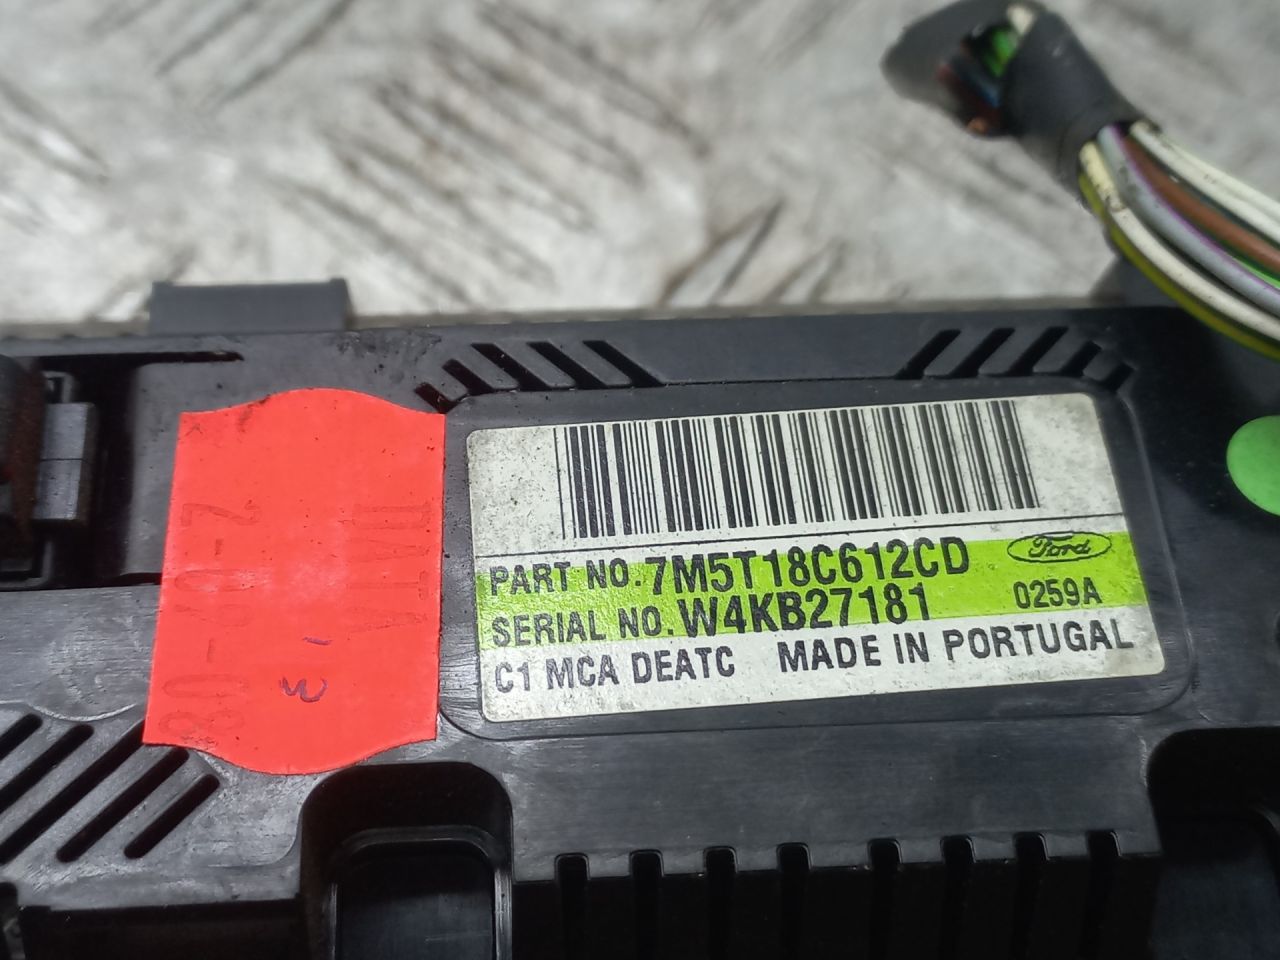 PART NO. 7M5T18C612CD Ford
SERIAL NO. W4KB27181 0259A
C1 MCA DEATC MADE IN PORTUGAL